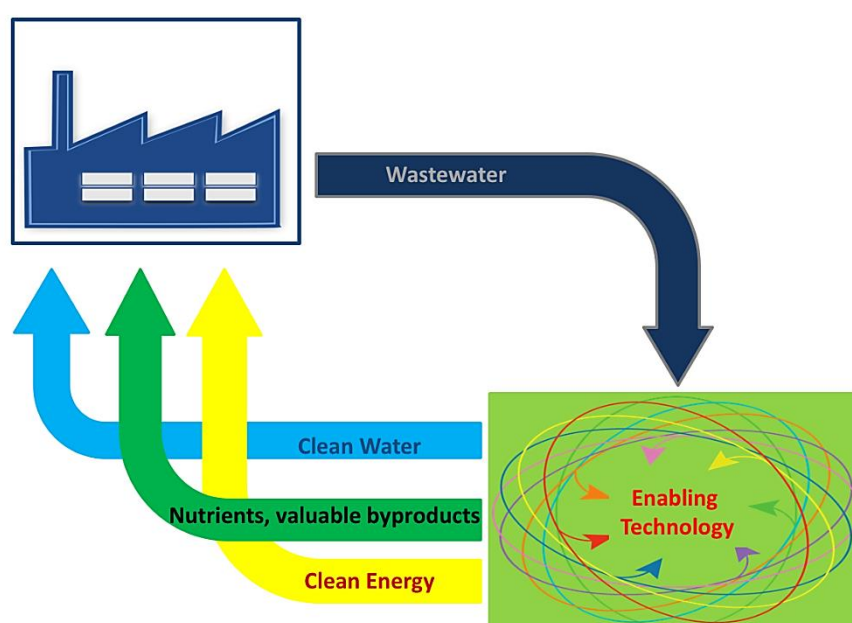 Wastewater
Clean Water
Nutrients, valuable byproducts
Clean Energy
Enabling
Technology